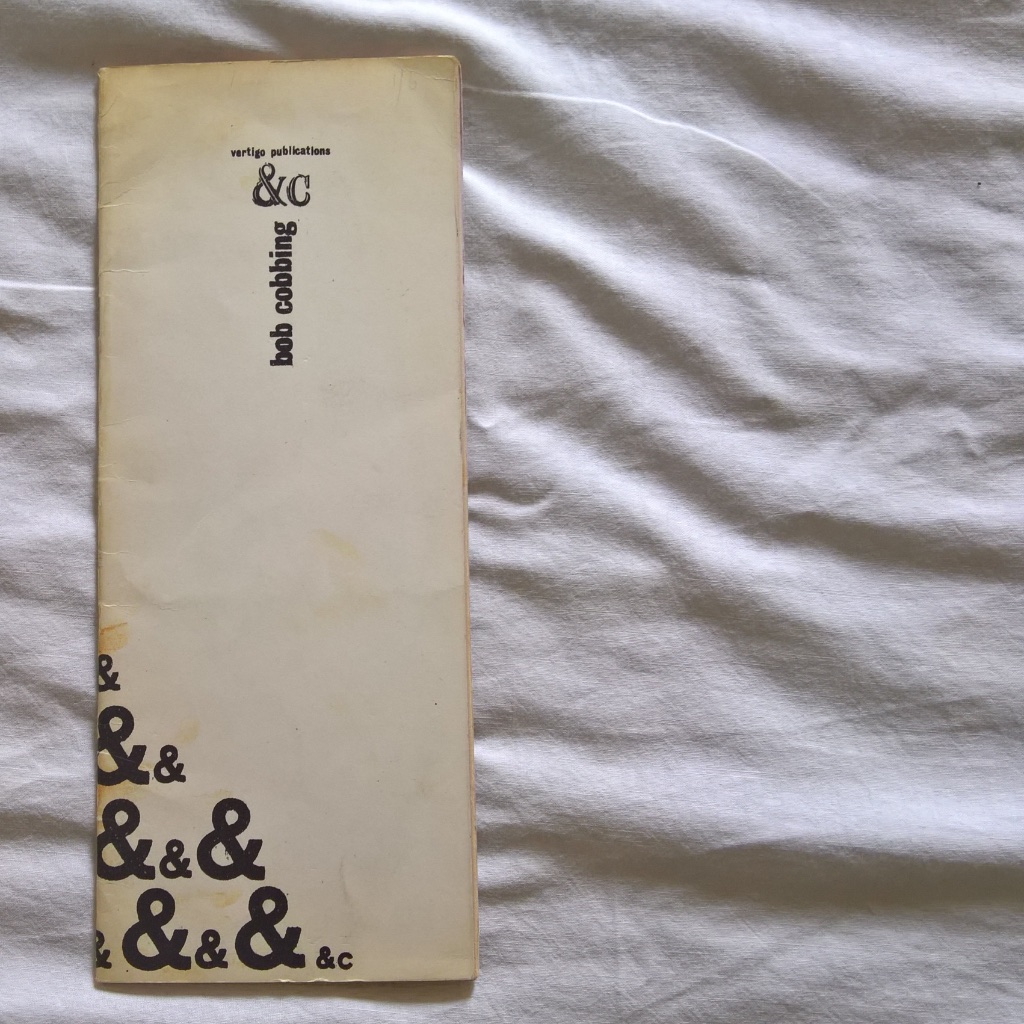 vertigo publications
&c
bob cobbing
&
& &
& & &
& & & & &c